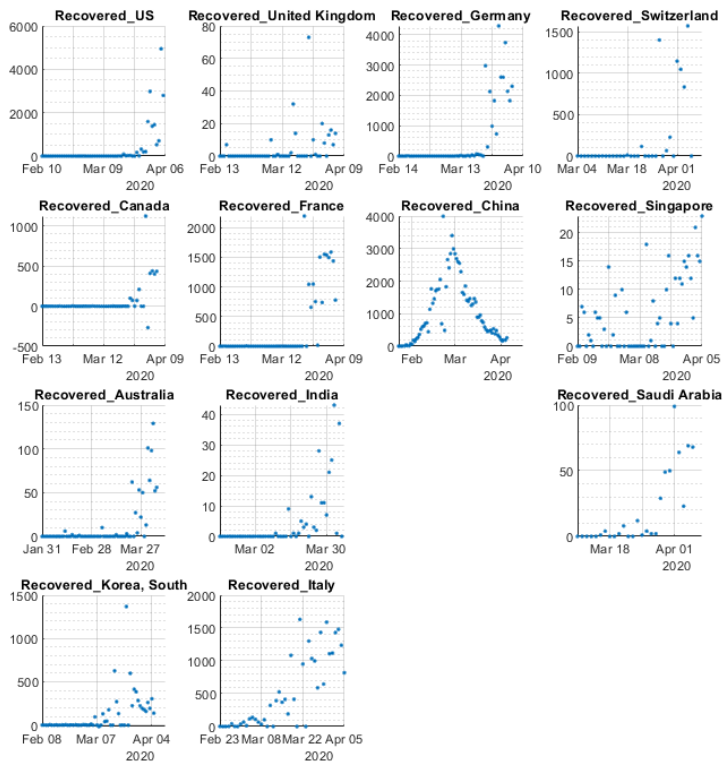 Recovered_US
6000
4000
2000
0
Feb 10
Mar 09
Apr 06
2020
Recovered_United Kingdom
80
60
40
20
0
Feb 13
Mar 12
Apr 09
2020
Recovered_Germany
4000
3000
2000
1000
0
Feb 14
Mar 13
Apr 10
2020
Recovered_Switzerland
1500
1000
500
0
Mar 04
Mar 18
Apr 01
2020
Recovered_Canada
1000
500
0
-500
Feb 13
Mar 12
Apr 09
2020
Recovered_France
2000
1500
1000
500
0
Feb 13
Mar 12
Apr 09
2020
Recovered_China
4000
3000
2000
1000
0
Feb
Mar
Apr
2020
Recovered_Singapore
20
15
10
5
0
Feb 09
Mar 08
Apr 05
2020
Recovered_Australia
150
100
50
0
Jan 31
Feb 28
Mar 27
2020
Recovered_India
40
30
20
10
0
Mar 02
Mar 30
2020
Recovered_Saudi Arabia
100
50
0
Mar 18
Apr 01
2020
Recovered_Korea, South
1500
1000
500
0
Feb 08
Mar 07
Apr 04
2020
Recovered_Italy
2000
1500
1000
500
0
Feb 23
Mar 08
Mar 22
Apr 05
2020